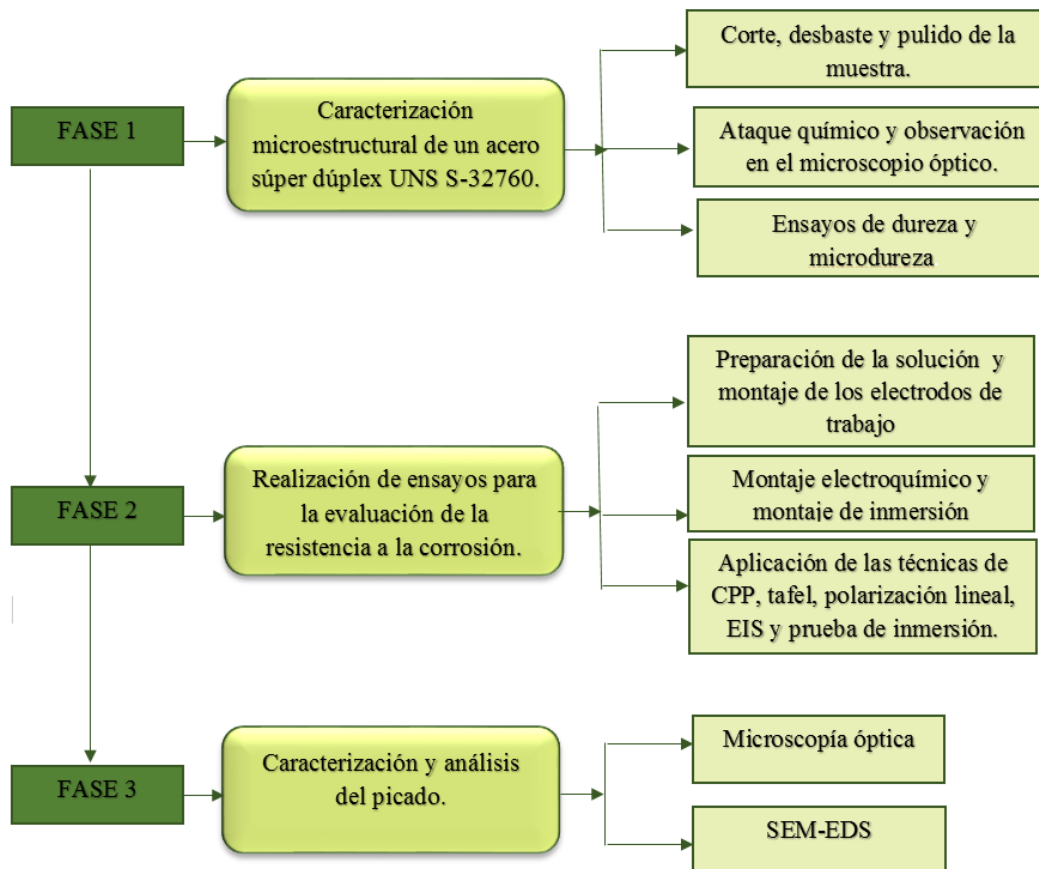 FASE 1
Caracterización
microestructural de un acero
súper dúplex UNS S-32760.
Corte, desbaste y pulido de la
muestra.
Ataque químico y observación
en el microscopio óptico.
Ensayos de dureza y
microdureza
FASE 2
Realización de ensayos para
la evaluación de la
resistencia a la corrosión.
Preparación de la solución y
montaje de los electrodos de
trabajo
Montaje electroquímico y
montaje de inmersión
Aplicación de las técnicas de
CPP, tafel, polarización lineal,
EIS y prueba de inmersión.
FASE 3
Caracterización y análisis
del picado.
Microscopía óptica
SEM-EDS